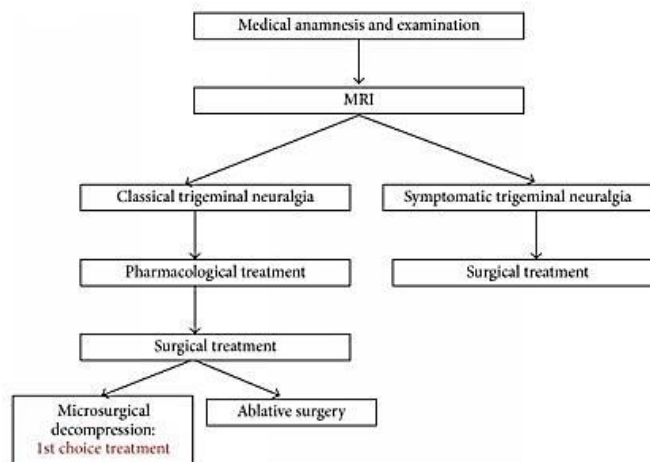 Medical anamnesis and examination
MRI
Classical trigeminal neuralgia
Symptomatic trigeminal neuralgia
Pharmacological treatment
Surgical treatment
Surgical treatment
Microsurgical
decompression:
1st choice treatment
Ablative surgery